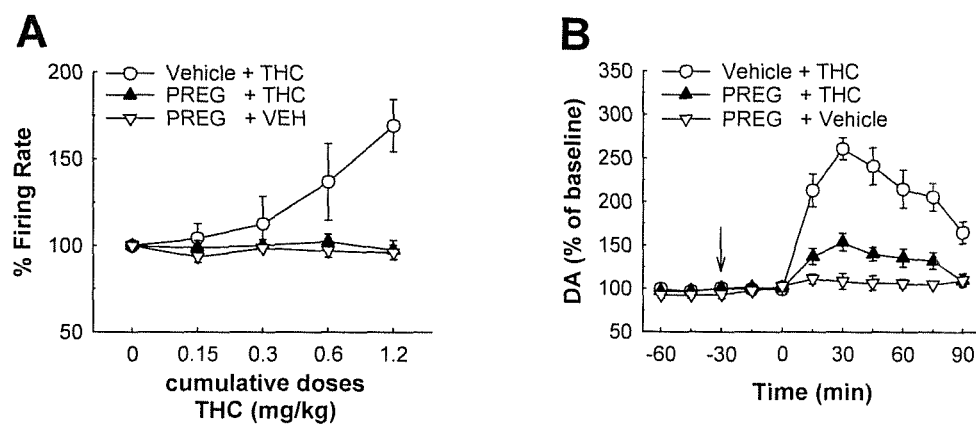 A
% Firing Rate
200
150
100
50
Vehicle + THC
PREG + THC
PREG + VEH
0 0.15 0.3 0.6 1.2
cumulative doses
THC (mg/kg)
B
DA (% of baseline)
350
300
250
200
150
100
50
Vehicle + THC
PREG + THC
PREG + Vehicle
-60 -30 0 30 60 90
Time (min)